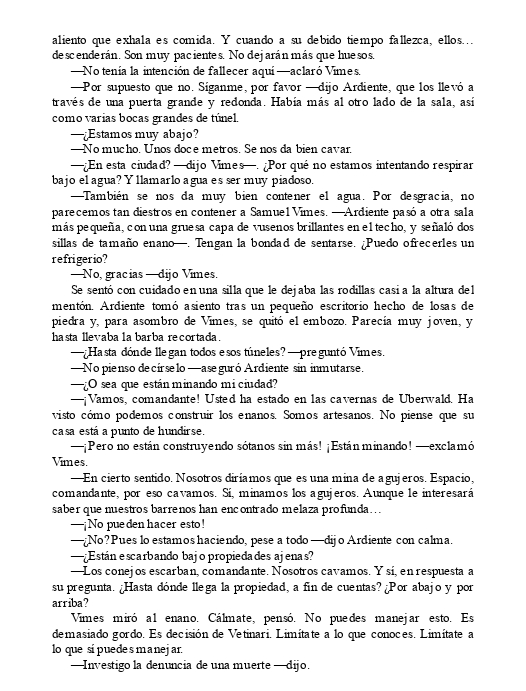 aliento que exhala es comida. Y cuando a su debido tiempo fallezca, ellos…
descenderán. Son muy pacientes. No dejarán más que huesos.
—No tenía la intención de fallecer aquí —aclaró Vimes.
—Por supuesto que no. Síganme, por favor —dijo Ardiente, que los llevó a
través de una puerta grande y redonda. Había más al otro lado de la sala, así
como varias bocas grandes de túnel.
—¿Estamos muy abajo?
—No mucho. Unos doce metros. Se nos da bien cavar.
—¿En esta ciudad? —dijo Vimes—. ¿Por qué no estamos intentando respirar
bajo el agua? Y llamarlo agua es ser muy piadoso.
—También se nos da muy bien contener el agua. Por desgracia, no
parecemos tan diestros en contener a Samuel Vimes. —Ardiente pasó a otra sala
más pequeña, con una gruesa capa de vusenos brillantes en el techo, y señaló dos
sillas de tamaño enano—. Tengan la bondad de sentarse. ¿Puedo ofrecerles un
refrigerio?
—No, gracias —dijo Vimes.
Se sentó con cuidado en una silla que le dejaba las rodillas casi a la altura del
mentón. Ardiente tomó asiento tras un pequeño escritorio hecho de losas de
piedra y, para asombro de Vimes, se quitó el embozo. Parecía muy joven, y
hasta llevaba la barba recortada.
—¿Hasta dónde llegan todos esos túneles? —preguntó Vimes.
—No pienso decírselo —aseguró Ardiente sin inmutarse.
—¿O sea que están minando mi ciudad?
—¡Vamos, comandante! Usted ha estado en las cavernas de Uberwald. Ha
visto cómo podemos construir los enanos. Somos artesanos. No piense que su
casa está a punto de hundirse.
—¡Pero no están construyendo sótanos sin más! ¡Están minando! —exclamó
Vimes.
—En cierto sentido. Nosotros diríamos que es una mina de agujeros. Espacio,
comandante, por eso cavamos. Sí, minamos los agujeros. Aunque le interesará
saber que nuestros barrenos han encontrado melaza profunda…
—¡No pueden hacer esto!
—¿No? Pues lo estamos haciendo, pese a todo —dijo Ardiente con calma.
—¿Están escarbando bajo propiedades ajenas?
—Los conejos escarban, comandante. Nosotros cavamos. Y sí, en respuesta a
su pregunta. ¿Hasta dónde llega la propiedad, a fin de cuentas? ¿Por abajo y por
arriba?
Vimes miró al enano. Cálmate, pensó. No puedes manejar esto. Es
demasiado gordo. Es decisión de Vetinari. Limítate a lo que conoces. Limítate a
lo que sí puedes manejar.
—Investigo la denuncia de una muerte —dijo.